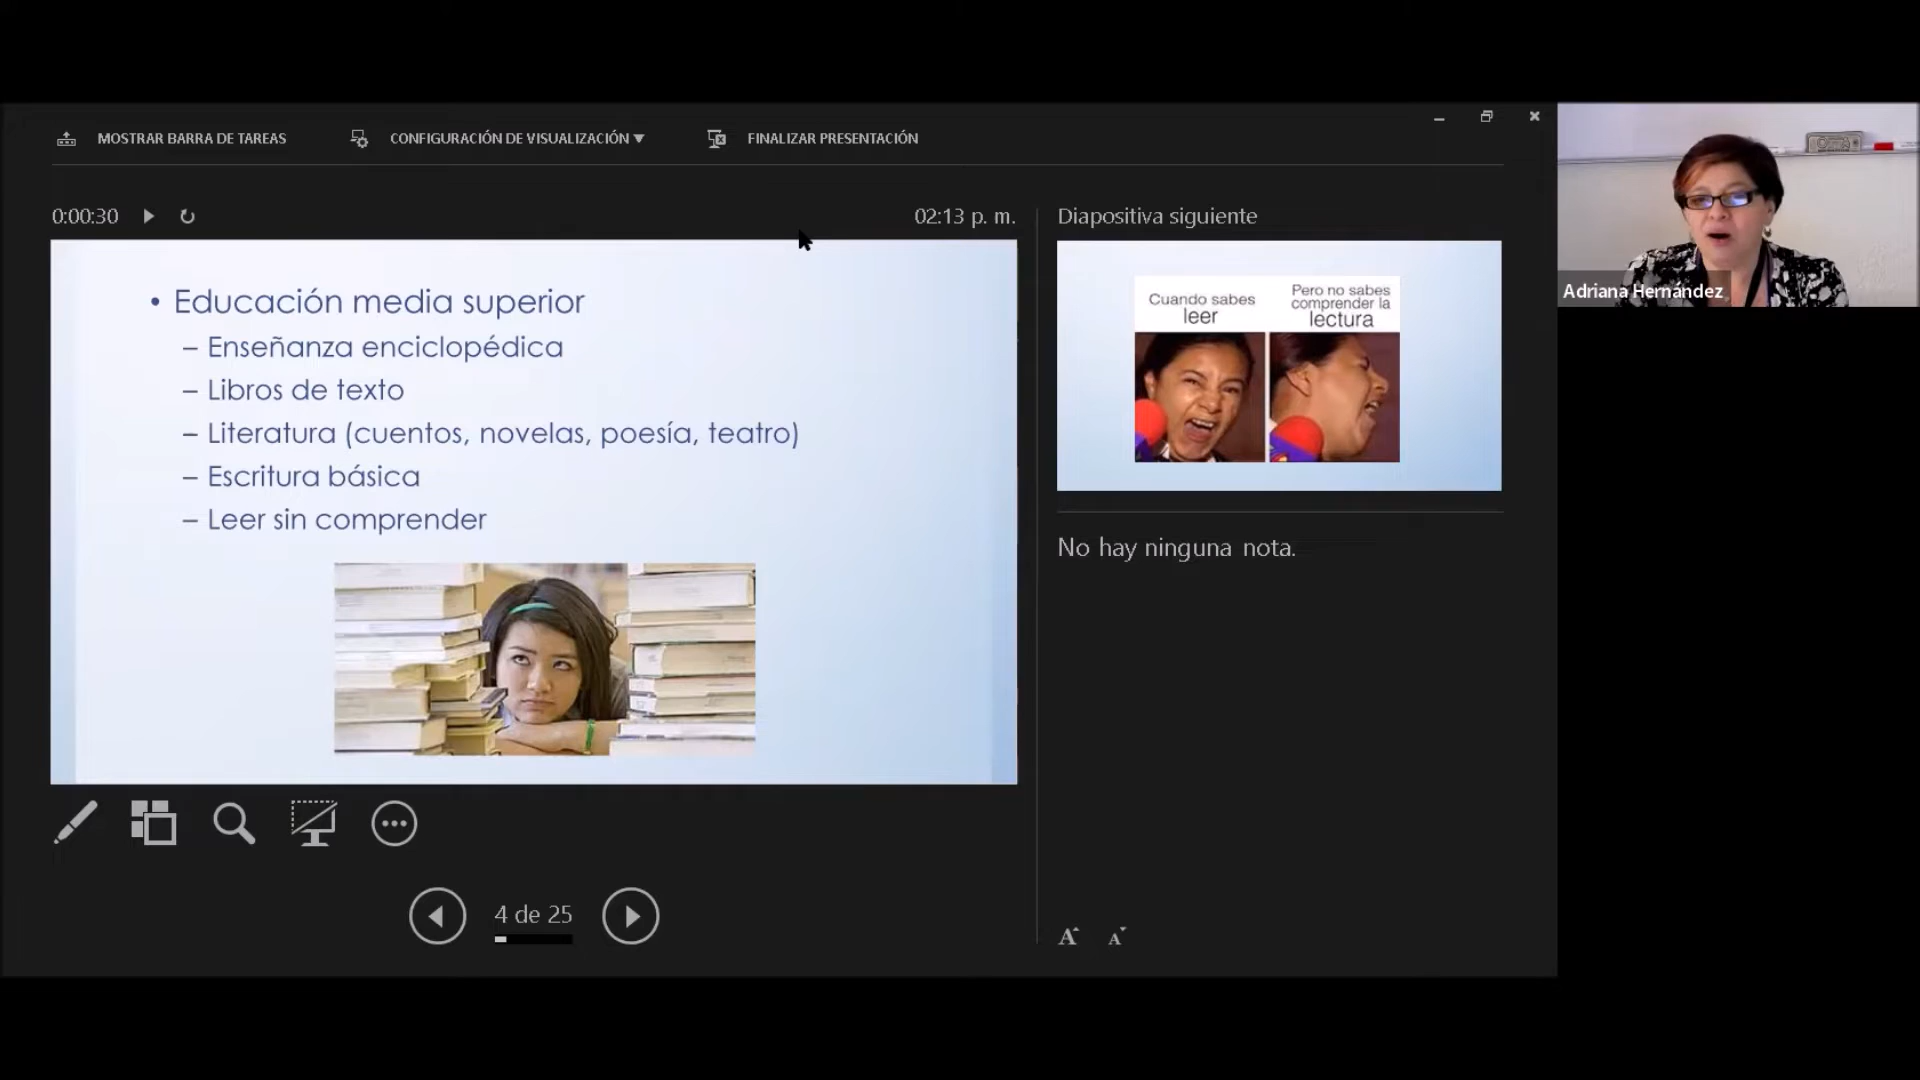 MOSTRAR BARRA DE TAREAS
CONFIGURACIÓN DE VISUALIZACIÓN ▼
FINALIZAR PRESENTACIÓN
0:00:30
02:13 p. m.
• Educación media superior
– Enseñanza enciclopédica
– Libros de texto
– Literatura (cuentos, novelas, poesía, teatro)
– Escritura básica
– Leer sin comprender
4 de 25
Diapositiva siguiente
Cuando sabes
leer
Pero no sabes
comprender la
lectura
No hay ninguna nota.
A A
Adriana Hernández